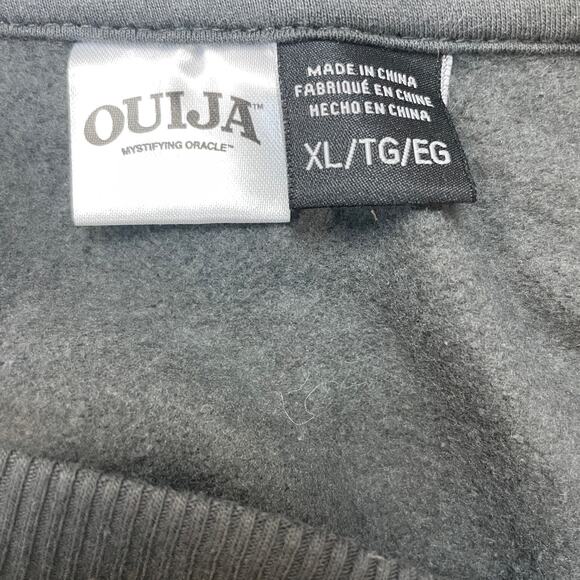 OUIJA™
MYSTIFYING ORACLE™
MADE IN CHINA
FABRIQUÉ EN CHINE
HECHO EN CHINA
XL/TG/EG